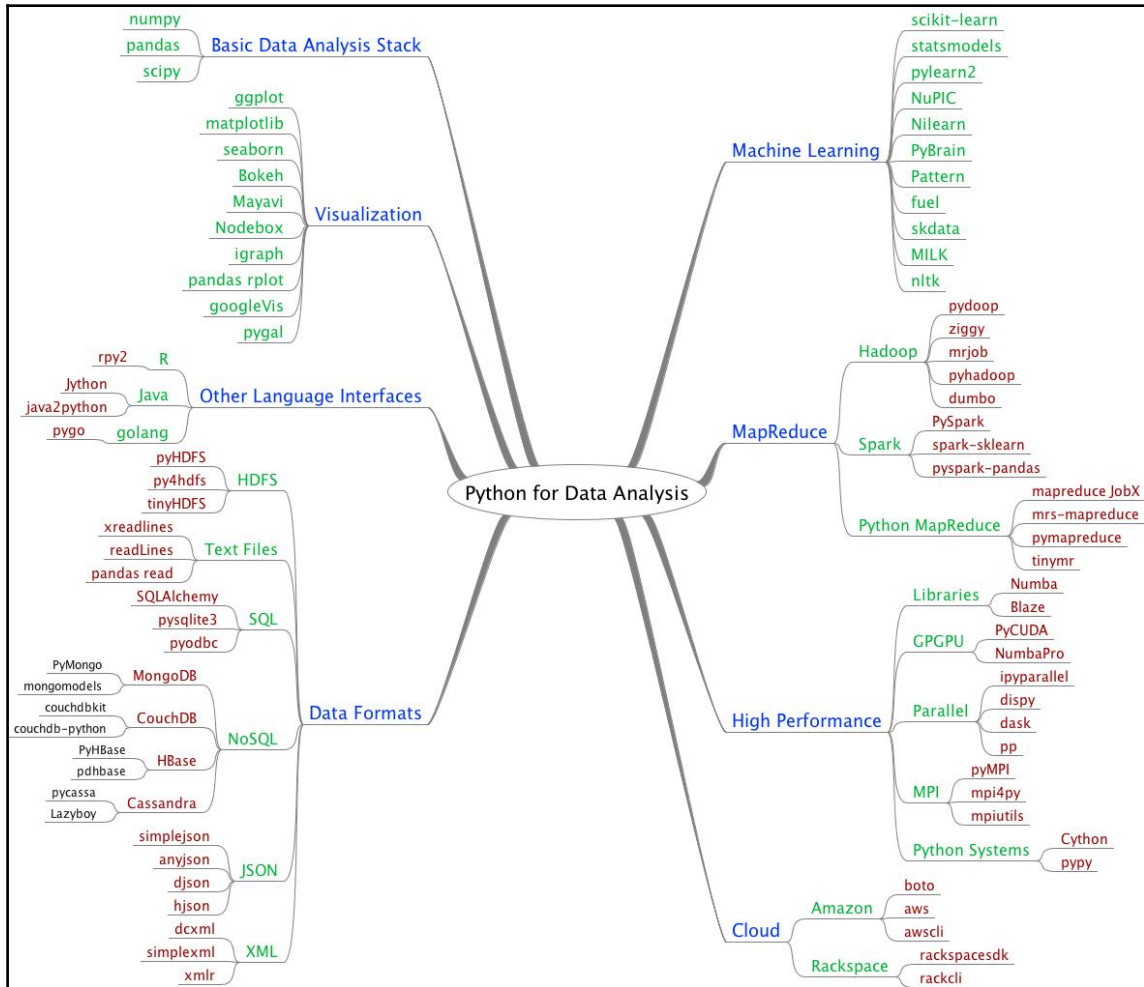 Python for Data Analysis
Basic Data Analysis Stack
numpy
pandas
scipy
Visualization
ggplot
matplotlib
seaborn
Bokeh
Mayavi
Nodebox
igraph
pandas rplot
googleVis
pygal
Other Language Interfaces
R
rpy2
Java
Jython
java2python
golang
pygo
Data Formats
HDFS
pyHDFS
py4hdfs
tinyHDFS
Text Files
xreadlines
readLines
pandas read
SQL
SQLAlchemy
pysqlite3
pyodbc
NoSQL
MongoDB
PyMongo
mongomodels
CouchDB
couchdbkit
couchdb-python
HBase
PyHBase
pdhbase
Cassandra
pycassa
Lazyboy
JSON
simplejson
anyjson
djson
hjson
XML
dcxml
simplexml
xmlr
Machine Learning
scikit-learn
statsmodels
pylearn2
NuPIC
Nilearn
PyBrain
Pattern
fuel
skdata
MILK
nltk
MapReduce
Hadoop
pydoop
ziggy
mrjob
pyhadoop
dumbo
Spark
PySpark
spark-sklearn
pyspark-pandas
Python MapReduce
mapreduce JobX
mrs-mapreduce
pymapreduce
tinymr
High Performance
Libraries
Numba
Blaze
GPGPU
PyCUDA
NumbaPro
Parallel
ipyparallel
dispy
dask
pp
MPI
pyMPI
mpi4py
mpiutils
Python Systems
Cython
pypy
Cloud
Amazon
boto
aws
awscli
Rackspace
rackspacesdk
rackcli